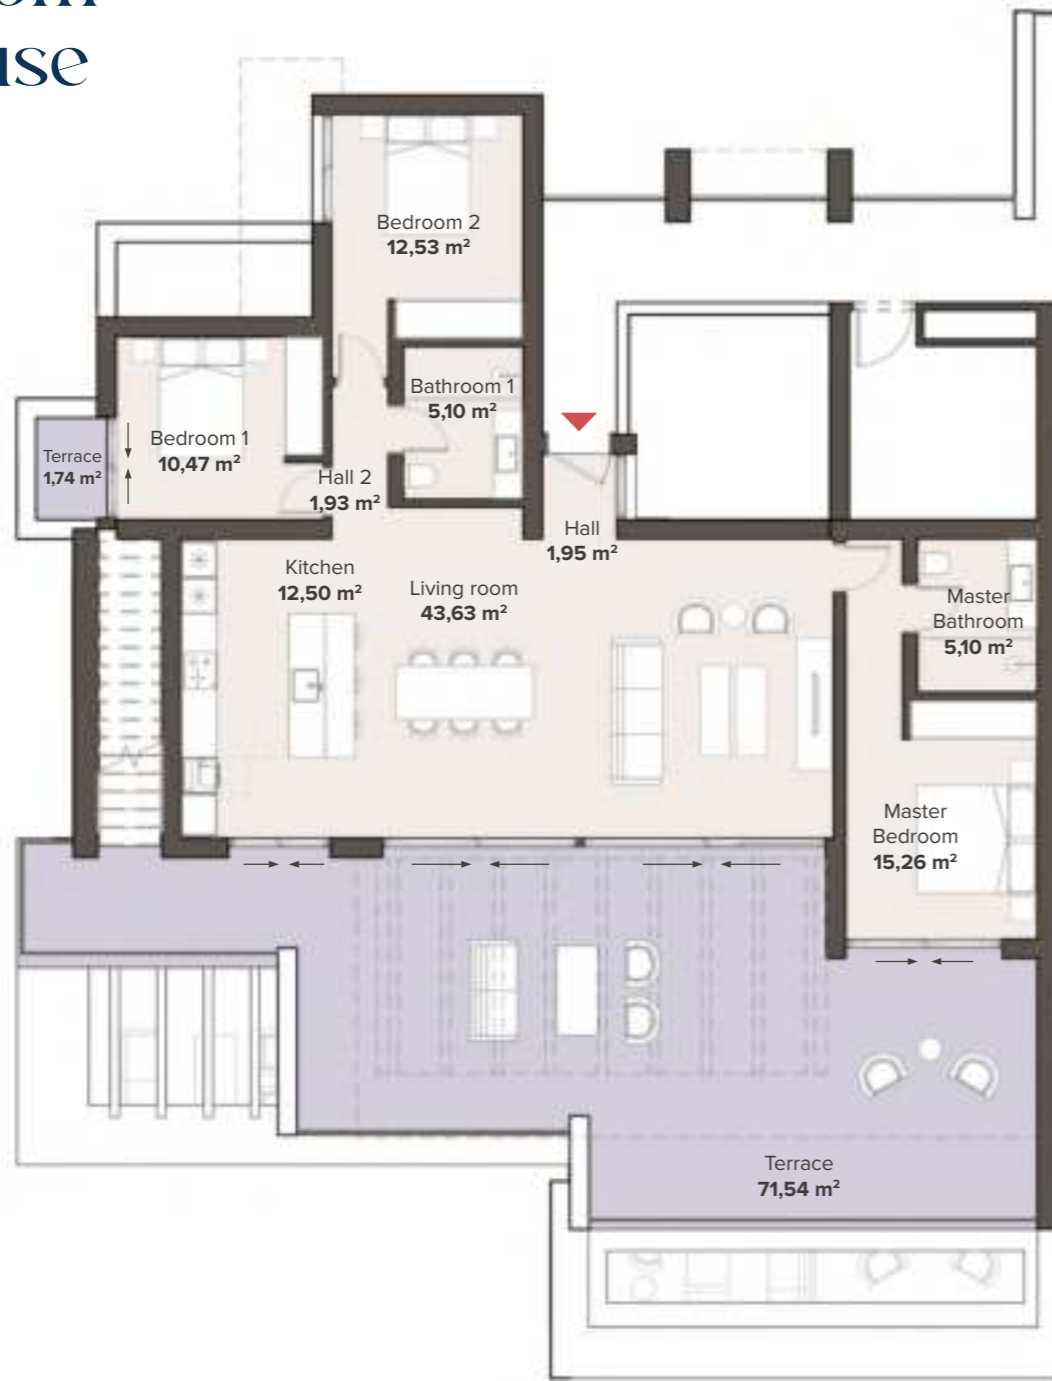 Bedroom 2
12,53 m²
Bathroom 1
5,10 m²
Bedroom 1
10,47 m²
Terrace
1,74 m²
Hall 2
1,93 m²
Hall
1,95 m²
Kitchen
12,50 m²
Living room
43,63 m²
Master
Bathroom
5,10 m²
Master
Bedroom
15,26 m²
Terrace
71,54 m²